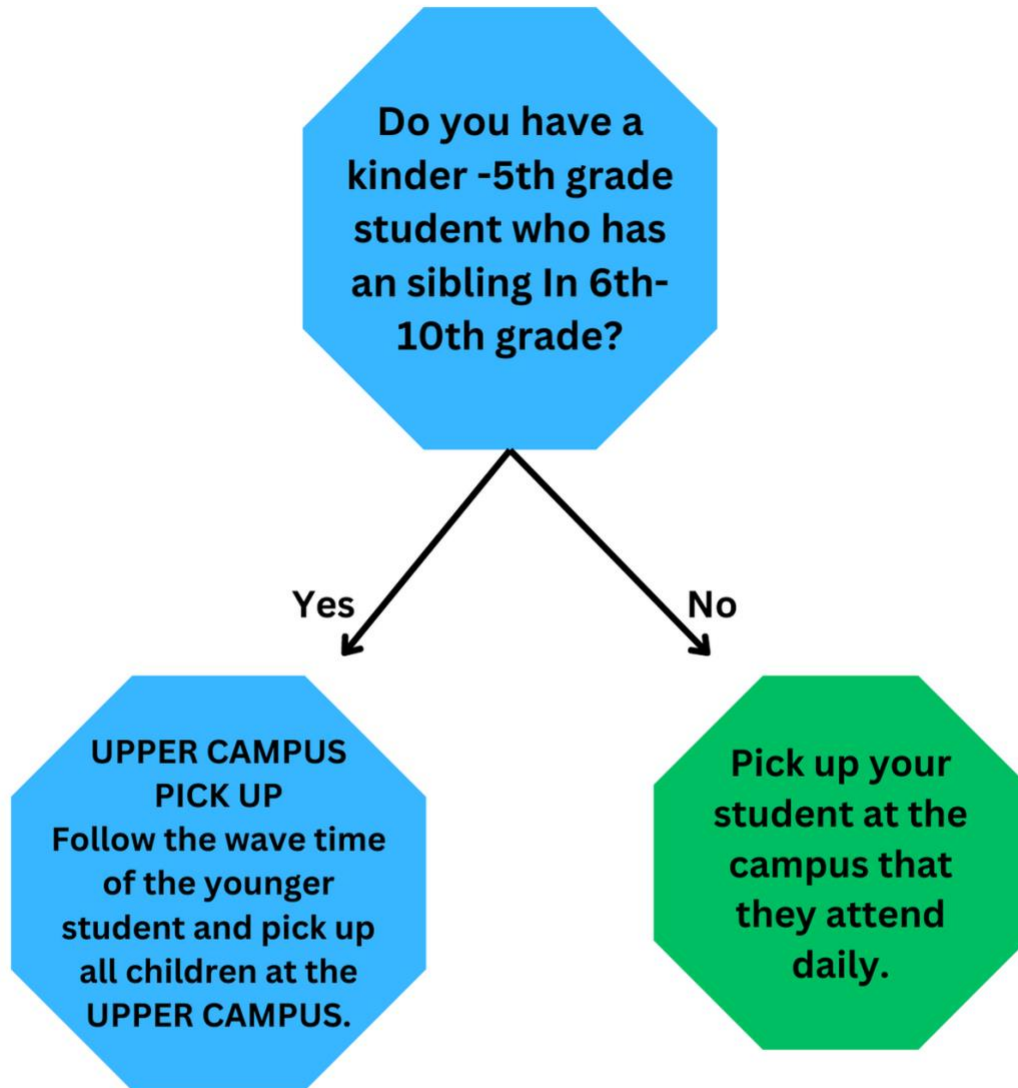 Do you have a
kinder -5th grade
student who has
an sibling In 6th-
10th grade?
Yes
No
UPPER CAMPUS
PICK UP
Follow the wave time
of the younger
student and pick up
all children at the
UPPER CAMPUS.
Pick up your
student at the
campus that
they attend
daily.